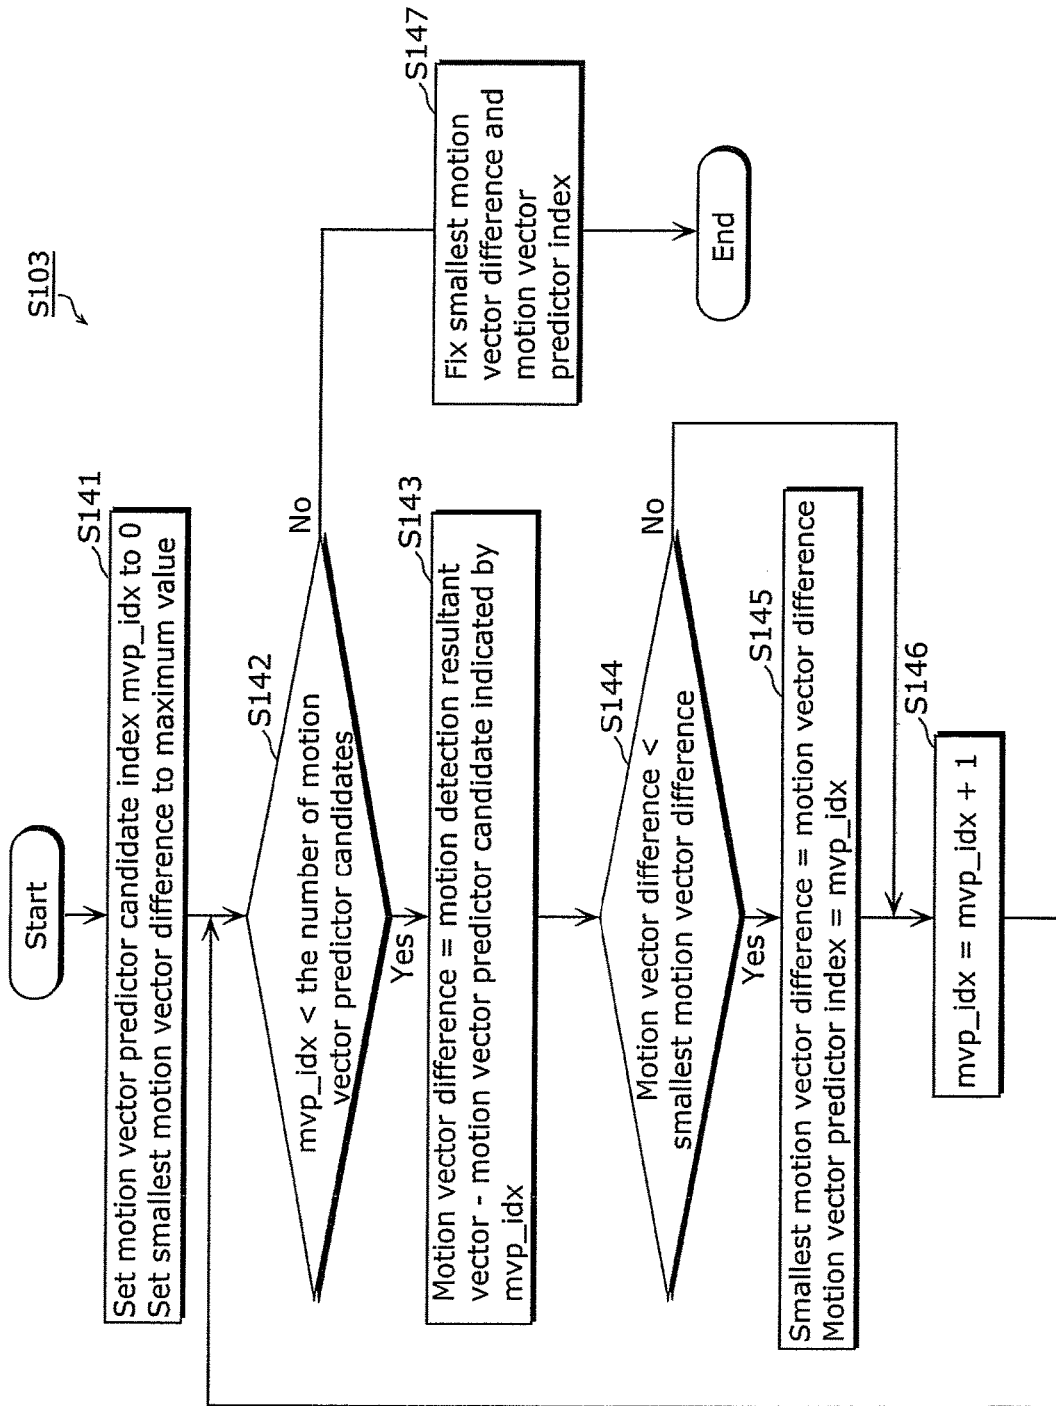 S103
Start
S141
Set motion vector predictor candidate index mvp_idx to 0
Set smallest motion vector difference to maximum value
S142
mvp_idx < the number of motion
vector predictor candidates
No
Yes
S143
Motion vector difference = motion detection resultant
vector - motion vector predictor candidate indicated by
mvp_idx
S144
Motion vector difference <
smallest motion vector difference
No
Yes
S145
Smallest motion vector difference = motion vector difference
Motion vector predictor index = mvp_idx
S146
mvp_idx = mvp_idx + 1
S147
Fix smallest motion
vector difference and
motion vector
predictor index
End